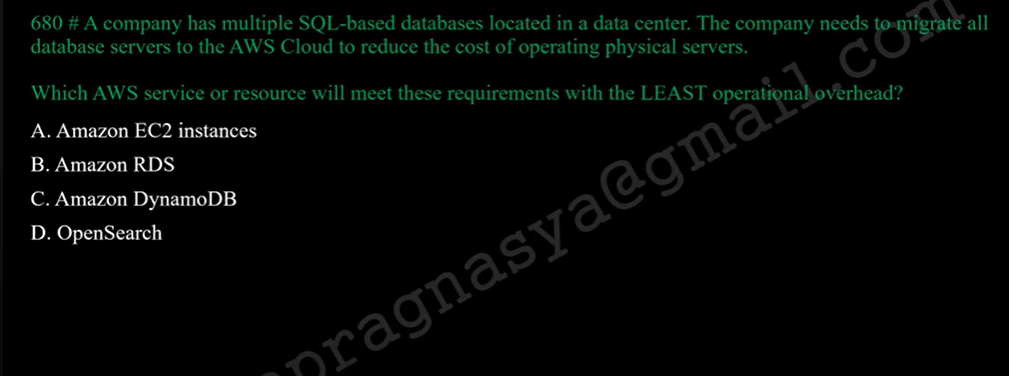 680 # A company has multiple SQL-based databases located in a data center. The company needs to migrate all
database servers to the AWS Cloud to reduce the cost of operating physical servers.
Which AWS service or resource will meet these requirements with the LEAST operational overhead?
A. Amazon EC2 instances
B. Amazon RDS
C. Amazon DynamoDB
D. OpenSearch
pragnasya@gmail.com